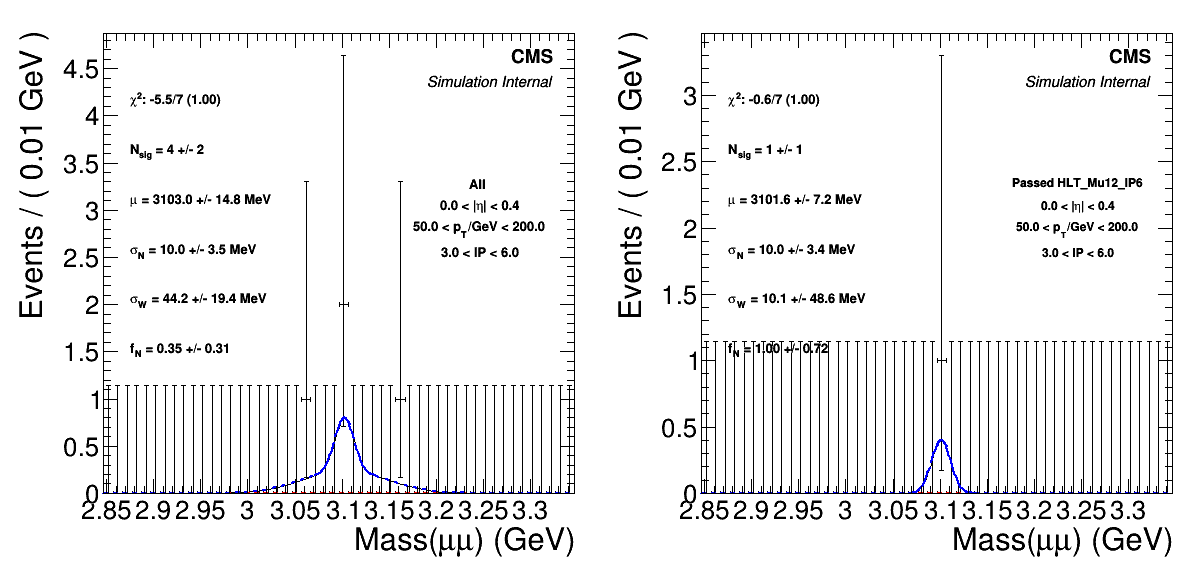 CMS
Simulation Internal
χ²: -5.5/7 (1.00)
N_sig = 4 +/- 2
μ = 3103.0 +/- 14.8 MeV
σ_N = 10.0 +/- 3.5 MeV
σ_W = 44.2 +/- 19.4 MeV
f_N = 0.35 +/- 0.31
All
0.0 < |η| < 0.4
50.0 < p_T/GeV < 200.0
3.0 < IP < 6.0
Events / ( 0.01 GeV )
4.5
4
3.5
3
2.5
2
1.5
1
0.5
0
2.85 2.9 2.95 3 3.05 3.1 3.15 3.2 3.25 3.3
Mass(μμ) (GeV)
CMS
Simulation Internal
χ²: -0.6/7 (1.00)
N_sig = 1 +/- 1
μ = 3101.6 +/- 7.2 MeV
σ_N = 10.0 +/- 3.4 MeV
σ_W = 10.1 +/- 48.6 MeV
f_N = 1.00 +/- 0.72
Passed HLT_Mu12_IP6
0.0 < |η| < 0.4
50.0 < p_T/GeV < 200.0
3.0 < IP < 6.0
Events / ( 0.01 GeV )
3
2.5
2
1.5
1
0.5
0
2.85 2.9 2.95 3 3.05 3.1 3.15 3.2 3.25 3.3
Mass(μμ) (GeV)